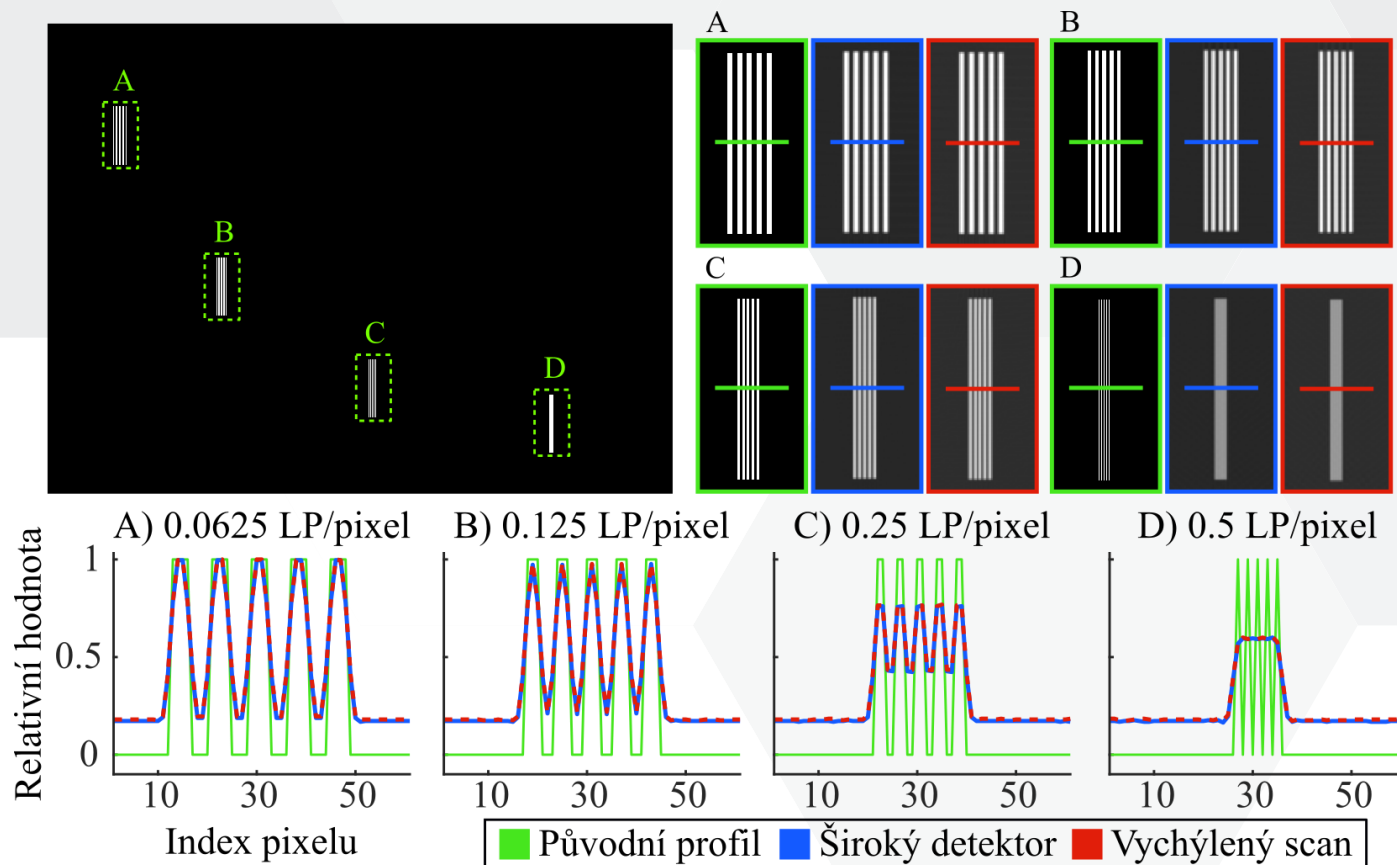 A
B
C
D
A
B
C
D
A) 0.0625 LP/pixel
B) 0.125 LP/pixel
C) 0.25 LP/pixel
D) 0.5 LP/pixel
Relativní hodnota
1
0.5
0
10 30 50
10 30 50
10 30 50
10 30 50
Index pixelu
Původní profil
Široký detektor
Vychýlený scan